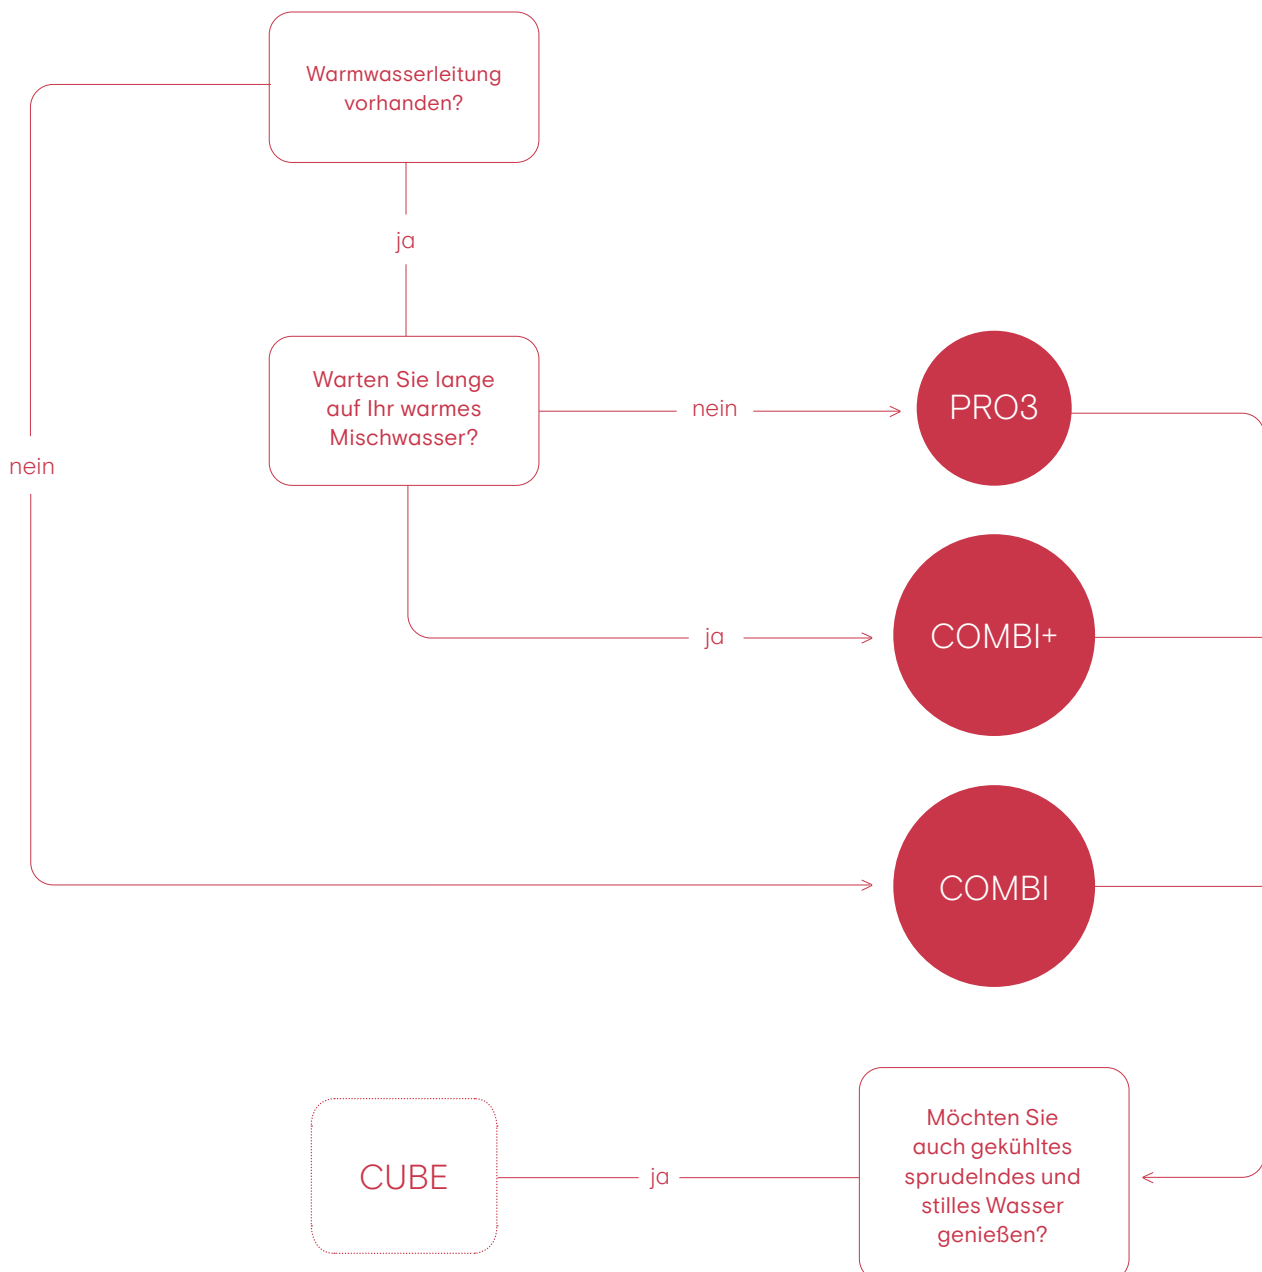 Warmwasserleitung
vorhanden?
ja
Warten Sie lange
auf Ihr warmes
Mischwasser?
nein
PRO3
nein
ja
COMBI+
COMBI
Möchten Sie
auch gekühltes
sprudelndes und
stilles Wasser
genießen?
ja
CUBE